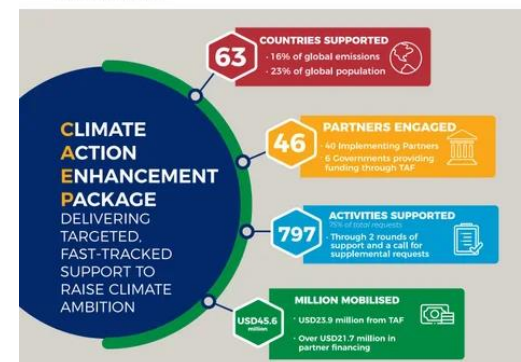 CLIMATE
ACTION
ENHANCEMENT
PACKAGE
DELIVERING
TARGETED,
FAST-TRACKED
SUPPORT TO
RAISE CLIMATE
AMBITION
63
COUNTRIES SUPPORTED
· 16% of global emissions
· 23% of global population
46
PARTNERS ENGAGED
· 40 Implementing Partners
· 6 Governments providing
funding through TAF
797
ACTIVITIES SUPPORTED
75% of total requests
· Through 2 rounds of
support and a call for
supplemental requests
USD45.6
million
MILLION MOBILISED
· USD23.9 million from TAF
· Over USD21.7 million in
partner financing